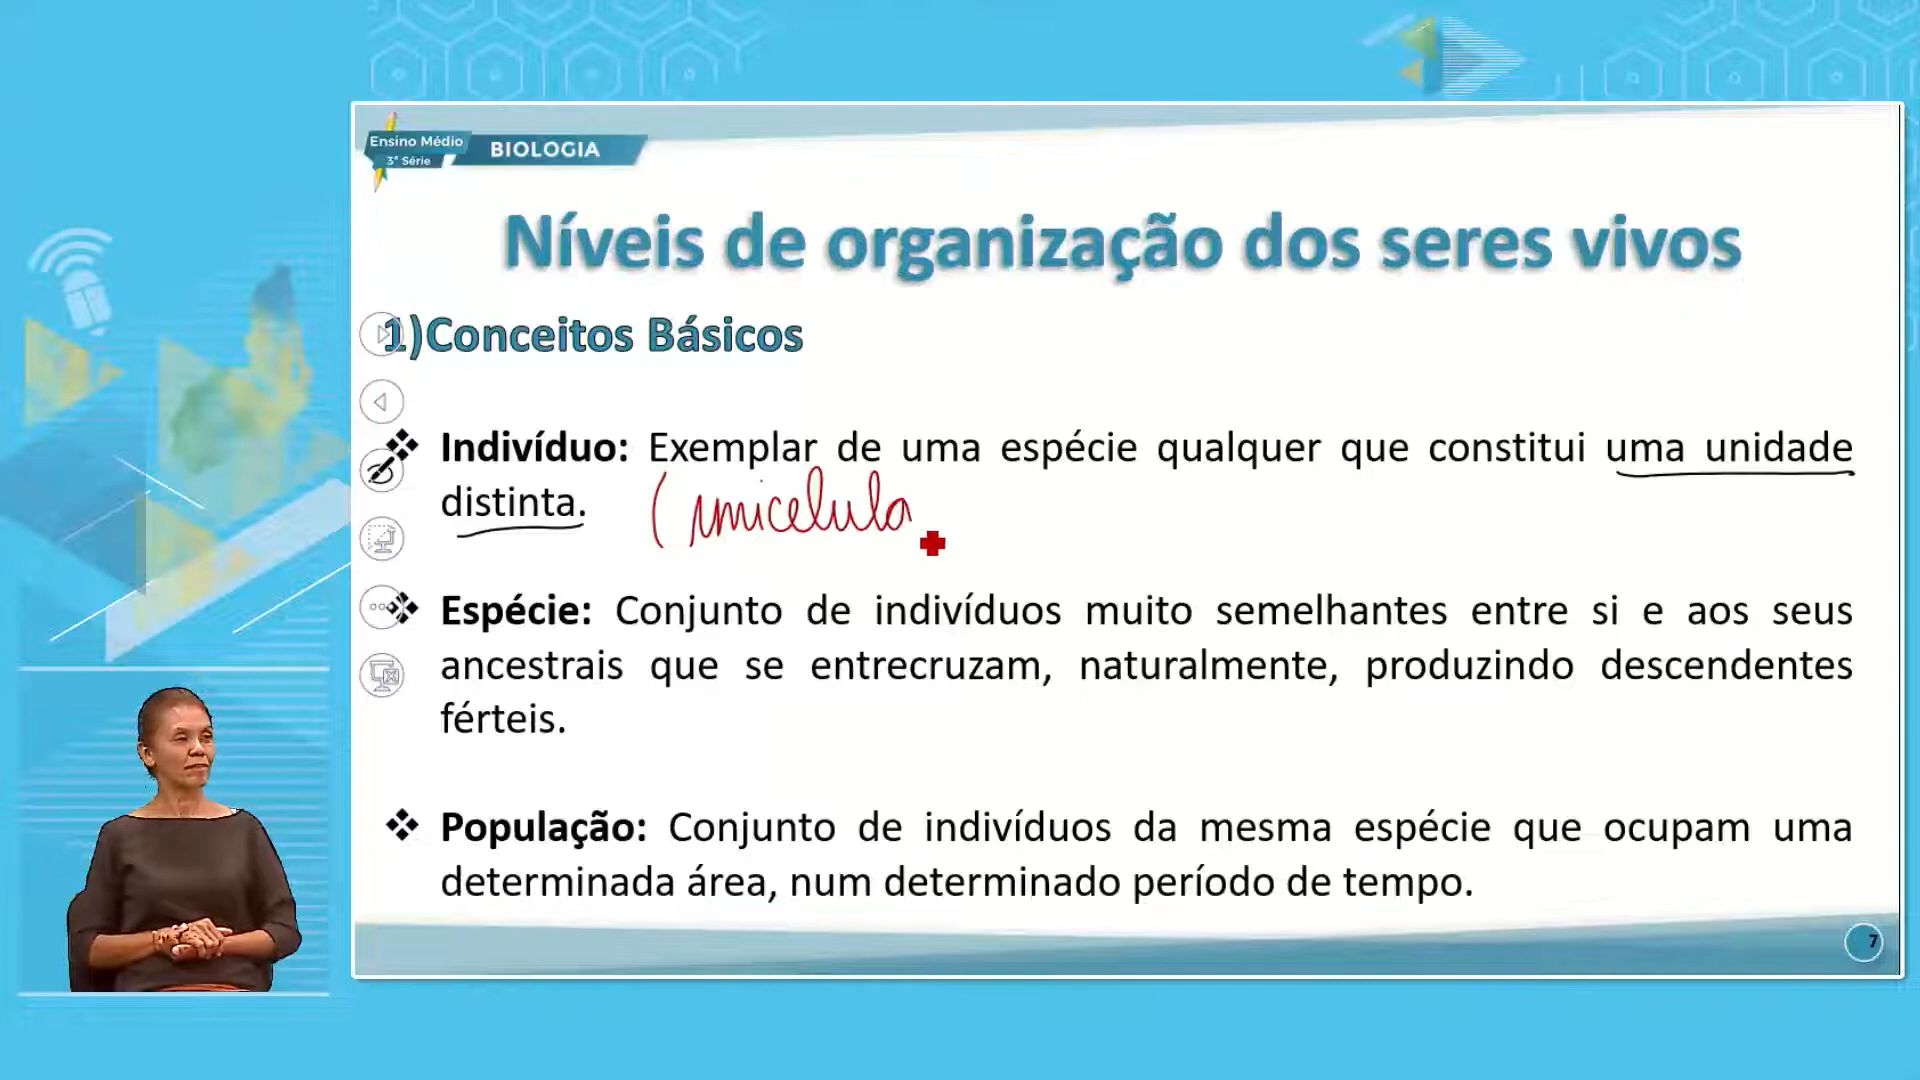 Ensino Médio
3ª Série
BIOLOGIA
Níveis de organização dos seres vivos
1)Conceitos Básicos
❖ Indivíduo: Exemplar de uma espécie qualquer que constitui uma unidade
distinta. (unicelula
❖ Espécie: Conjunto de indivíduos muito semelhantes entre si e aos seus
ancestrais que se entrecruzam, naturalmente, produzindo descendentes
férteis.
❖ População: Conjunto de indivíduos da mesma espécie que ocupam uma
determinada área, num determinado período de tempo.
7